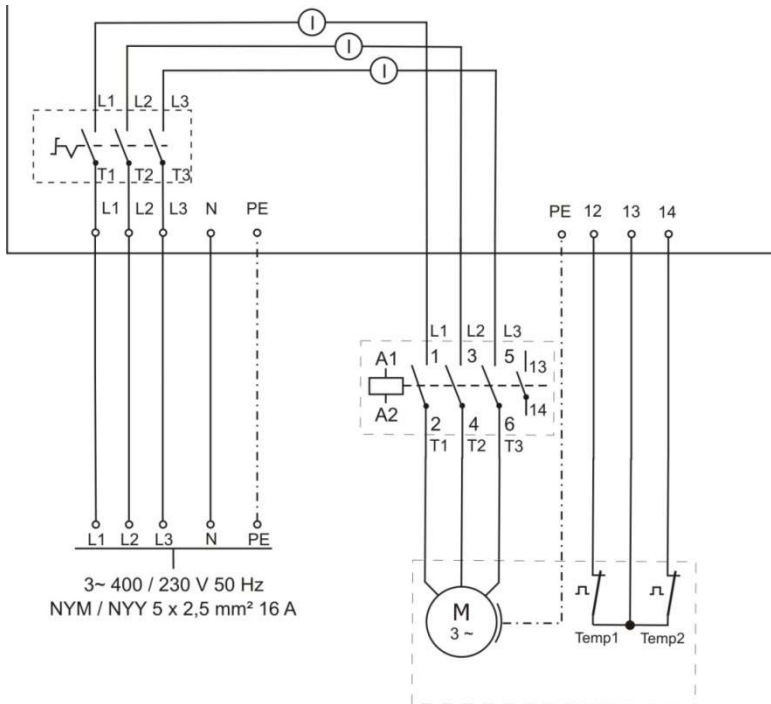 I
I
I
L1 L2 L3
T1 T2 T3
L1 L2 L3 N PE
PE 12 13 14
L1 L2 L3
A1 1 3 5 13
A2 2 4 6 14
T1 T2 T3
L1 L2 L3 N PE
3~ 400 / 230 V 50 Hz
NYM / NYY 5 x 2,5 mm² 16 A
M
3 ~
Temp1 Temp2